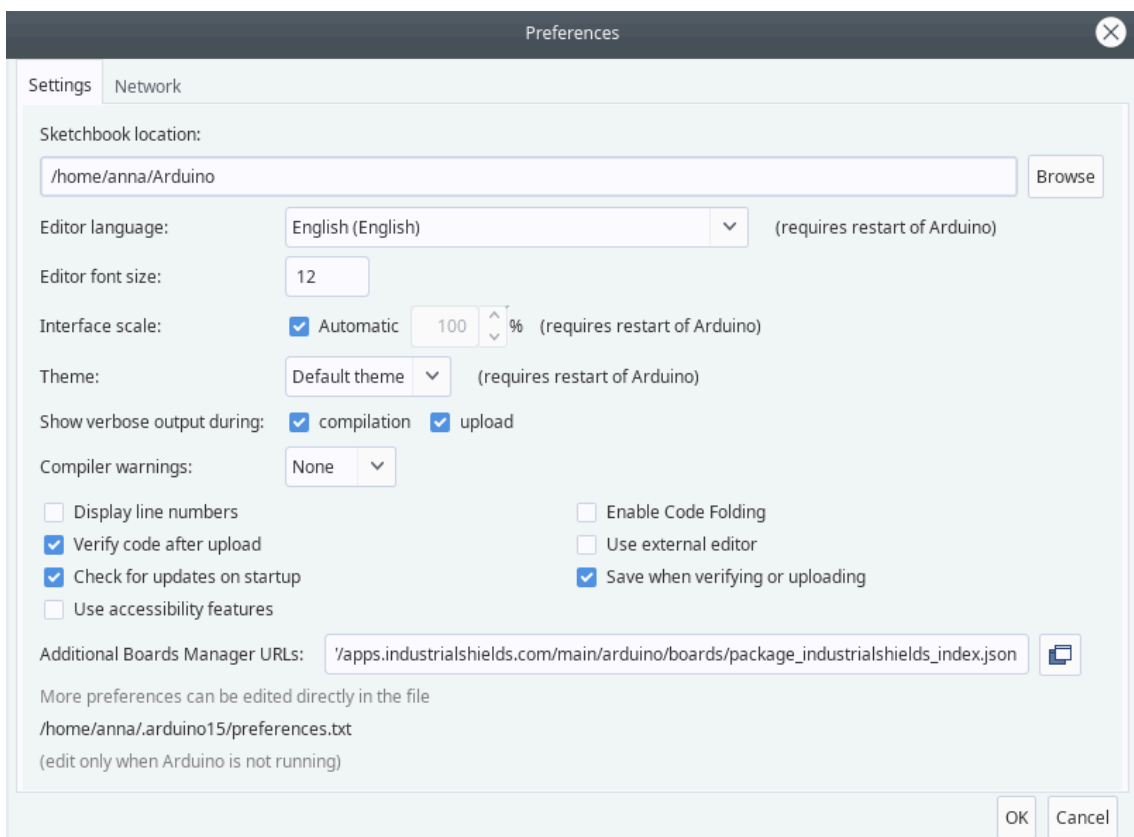 Preferences
Settings Network
Sketchbook location:
/home/anna/Arduino Browse
Editor language: English (English) (requires restart of Arduino)
Editor font size: 12
Interface scale: Automatic 100 % (requires restart of Arduino)
Theme: Default theme (requires restart of Arduino)
Show verbose output during: compilation upload
Compiler warnings: None
Display line numbers Enable Code Folding
Verify code after upload Use external editor
Check for updates on startup Save when verifying or uploading
Use accessibility features
Additional Boards Manager URLs: '/apps.industrialshields.com/main/arduino/boards/package_industrialshields_index.json
More preferences can be edited directly in the file
/home/anna/.arduino15/preferences.txt
(edit only when Arduino is not running)
OK Cancel